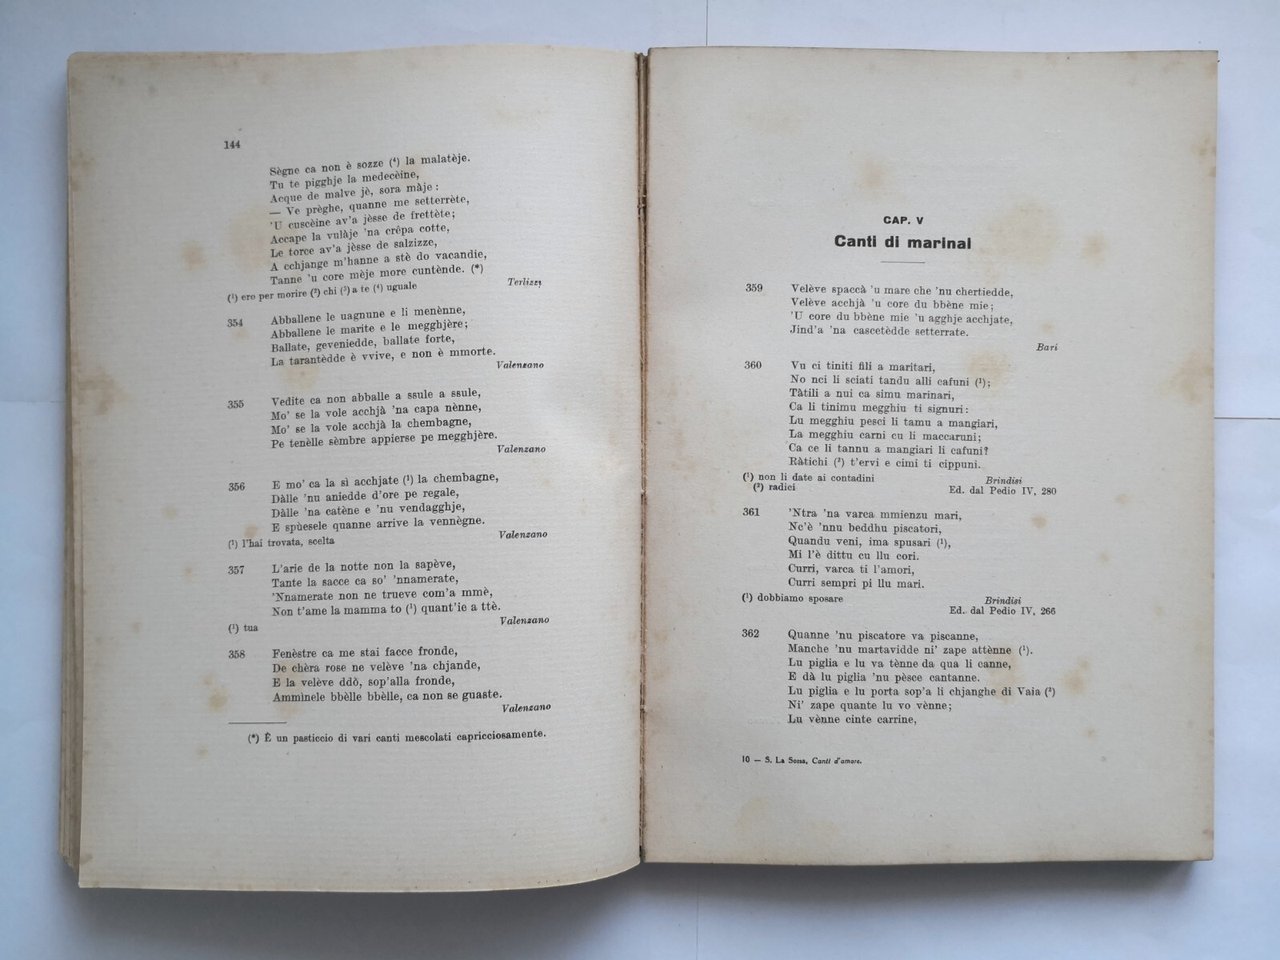 144
Sègne ca non è sozze (⁴) la malatèje.
Tu te pigghje la medecèine,
Acque de malve jè, sora màje :
— Ve prèghe, quanne me setterrète,
'U cuscèine av'a jèsse de frettète;
Accape la vulàje 'na crêpa cotte,
Le torce av'a jèsse de salzizze,
A cchjange m'hanne a stè do vacandie,
Tanne 'u core mèje more cuntènde. (*)
Terlizzi
(¹) ero per morire (²) chi (³) a te (⁴) uguale
354 Abballene le uagnune e li menènne,
Abballene le marite e le megghjère;
Ballate, geveniedde, ballate forte,
La tarantèdde è vvive, e non è mmorte.
Valenzano
355 Vedite ca non abballe a ssule a ssule,
Mo' se la vole acchjà 'na capa nènne,
Mo' se la vole acchjà la chembagne,
Pe tenèlle sèmbre appierse pe megghjère.
Valenzano
356 E mo' ca la sì acchjate (¹) la chembagne,
Dàlle 'nu aniedde d'ore pe regale,
Dàlle 'na catène e 'nu vendagghje,
E spùesele quanne arrive la vennègne.
(¹) l'hai trovata, scelta
Valenzano
357 L'arie de la notte non la sapève,
Tante la sacce ca so' 'nnamerate,
'Nnamerate non ne trueve com'a mmè,
Non t'ame la mamma to (¹) quant'ie a ttè.
(¹) tua
Valenzano
358 Fenèstre ca me stai facce fronde,
De chèra rose ne velève 'na chjande,
E la velève ddò, sop'alla fronde,
Amminele bbèlle bbèlle, ca non se guaste.
Valenzano
(*) È un pasticcio di vari canti mescolati capricciosamente.
CAP. V
Canti di marinai
359 Velève spaccà 'u mare che 'nu chertiedde,
Velève acchjà 'u core du bbène mie;
'U core du bbène mie 'u agghje acchjate,
Jind'a 'na cascetèdde setterrate.
Bari
360 Vu ci tiniti fili a maritari,
No nci li sciati tandu alli cafuni (¹);
Tàtili a nui ca simu marinari,
Ca li tinimu megghiu ti signuri:
Lu megghiu pesci li tamu a mangiari,
La megghiu carni cu li maccaruni;
Ca ce li tannu a mangiari li cafuni?
Ràtichi (²) t'ervi e cimi ti cippuni.
(¹) non li date ai contadini
(²) radici
Brindisi
Ed. dal Pedio IV, 280
361 'Ntra 'na varca mmienzu mari,
Nc'è 'nnu beddhu piscatori,
Quandu veni, ima spusari (¹),
Mi l'è dittu cu llu cori.
Curri, varca ti l'amori,
Curri sempri pi llu mari.
(¹) dobbiamo sposare
Brindisi
Ed. dal Pedio IV, 266
362 Quanne 'nu piscatore va piscanne,
Manche 'nu martavidde ni' zape attènne (¹).
Lu piglia e lu va tènne da qua li canne,
E dà lu piglia 'nu pèsce cantanne.
Lu piglia e lu porta sop'a li chjanghe di Vaia (²)
Ni' zape quante lu vo vènne;
Lu vènne cinte carrine,
10 — S. La Sorsa, Canti d'amore.